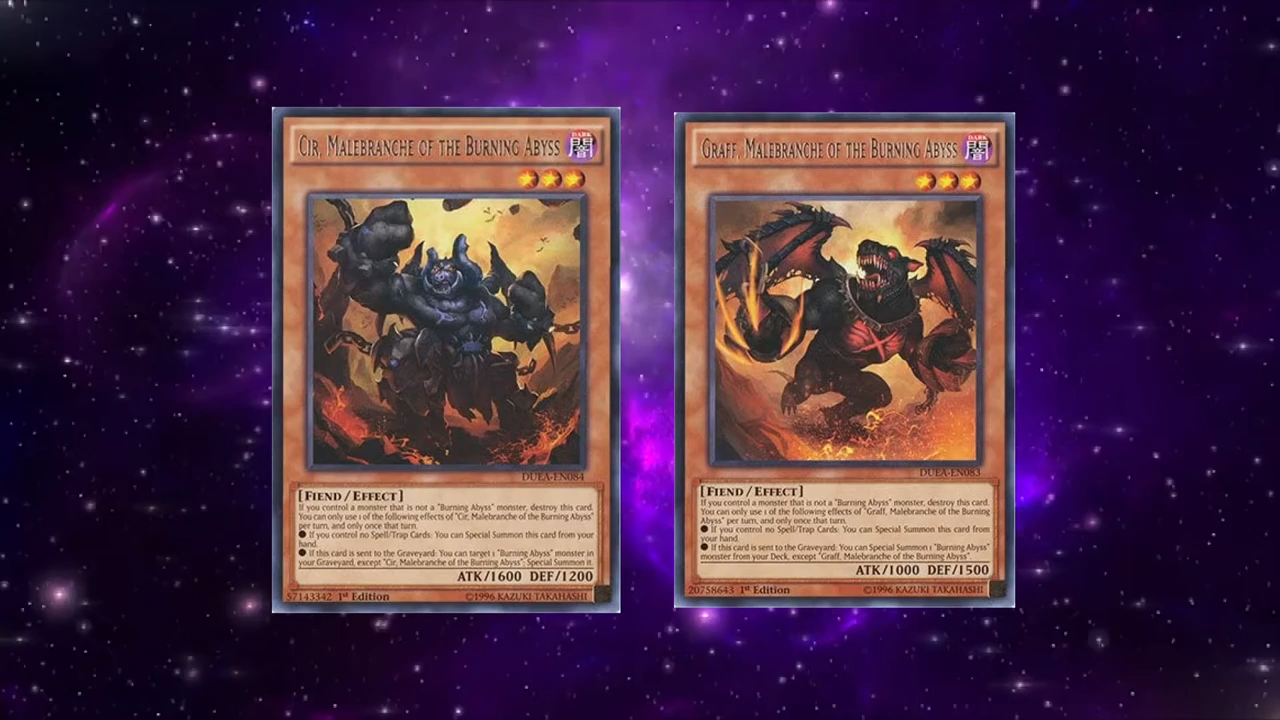 CIR, MALEBRANCHE OF THE BURNING ABYSS
DARK
闇
DUEA-EN084
[FIEND/EFFECT]
If you control a monster that is not a "Burning Abyss" monster, destroy this card.
You can only use 1 of the following effects of "Cir, Malebranche of the Burning Abyss"
per turn, and only once that turn.
● If you control no Spell/Trap Cards: You can Special Summon this card from your
hand.
● If this card is sent to the Graveyard: You can target 1 "Burning Abyss" monster in
your Graveyard, except "Cir, Malebranche of the Burning Abyss"; Special Summon it.
ATK/1600 DEF/1200
57143342 1st Edition ©1996 KAZUKI TAKAHASHI
GRAFF, MALEBRANCHE OF THE BURNING ABYSS
DARK
闇
DUEA-EN083
[FIEND/EFFECT]
If you control a monster that is not a "Burning Abyss" monster, destroy this card.
You can only use 1 of the following effects of "Graff, Malebranche of the Burning
Abyss" per turn, and only once that turn.
● If you control no Spell/Trap Cards: You can Special Summon this card from
your hand.
● If this card is sent to the Graveyard: You can Special Summon 1 "Burning Abyss"
monster from your Deck, except "Graff, Malebranche of the Burning Abyss".
ATK/1000 DEF/1500
20758643 1st Edition ©1996 KAZUKI TAKAHASHI